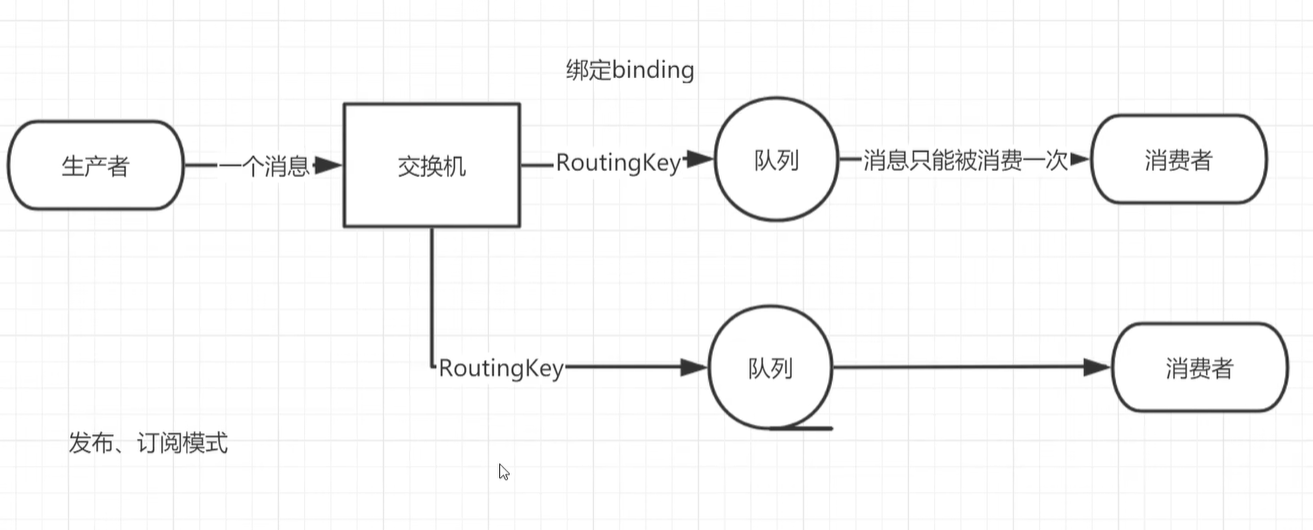 绑定binding
生产者
一个消息
交换机
RoutingKey
队列
消息只能被消费一次
消费者
RoutingKey
队列
消费者
发布、订阅模式